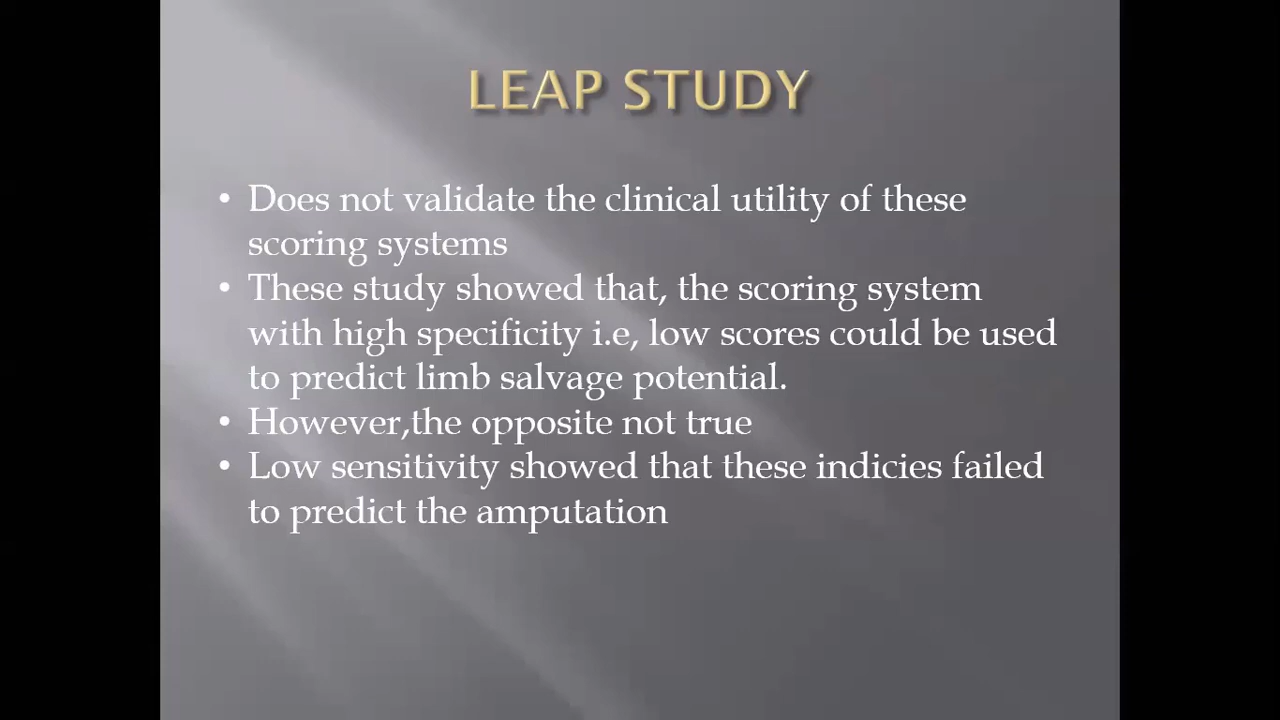 LEAP STUDY
• Does not validate the clinical utility of these
scoring systems
• These study showed that, the scoring system
with high specificity i.e, low scores could be used
to predict limb salvage potential.
• However,the opposite not true
• Low sensitivity showed that these indicies failed
to predict the amputation